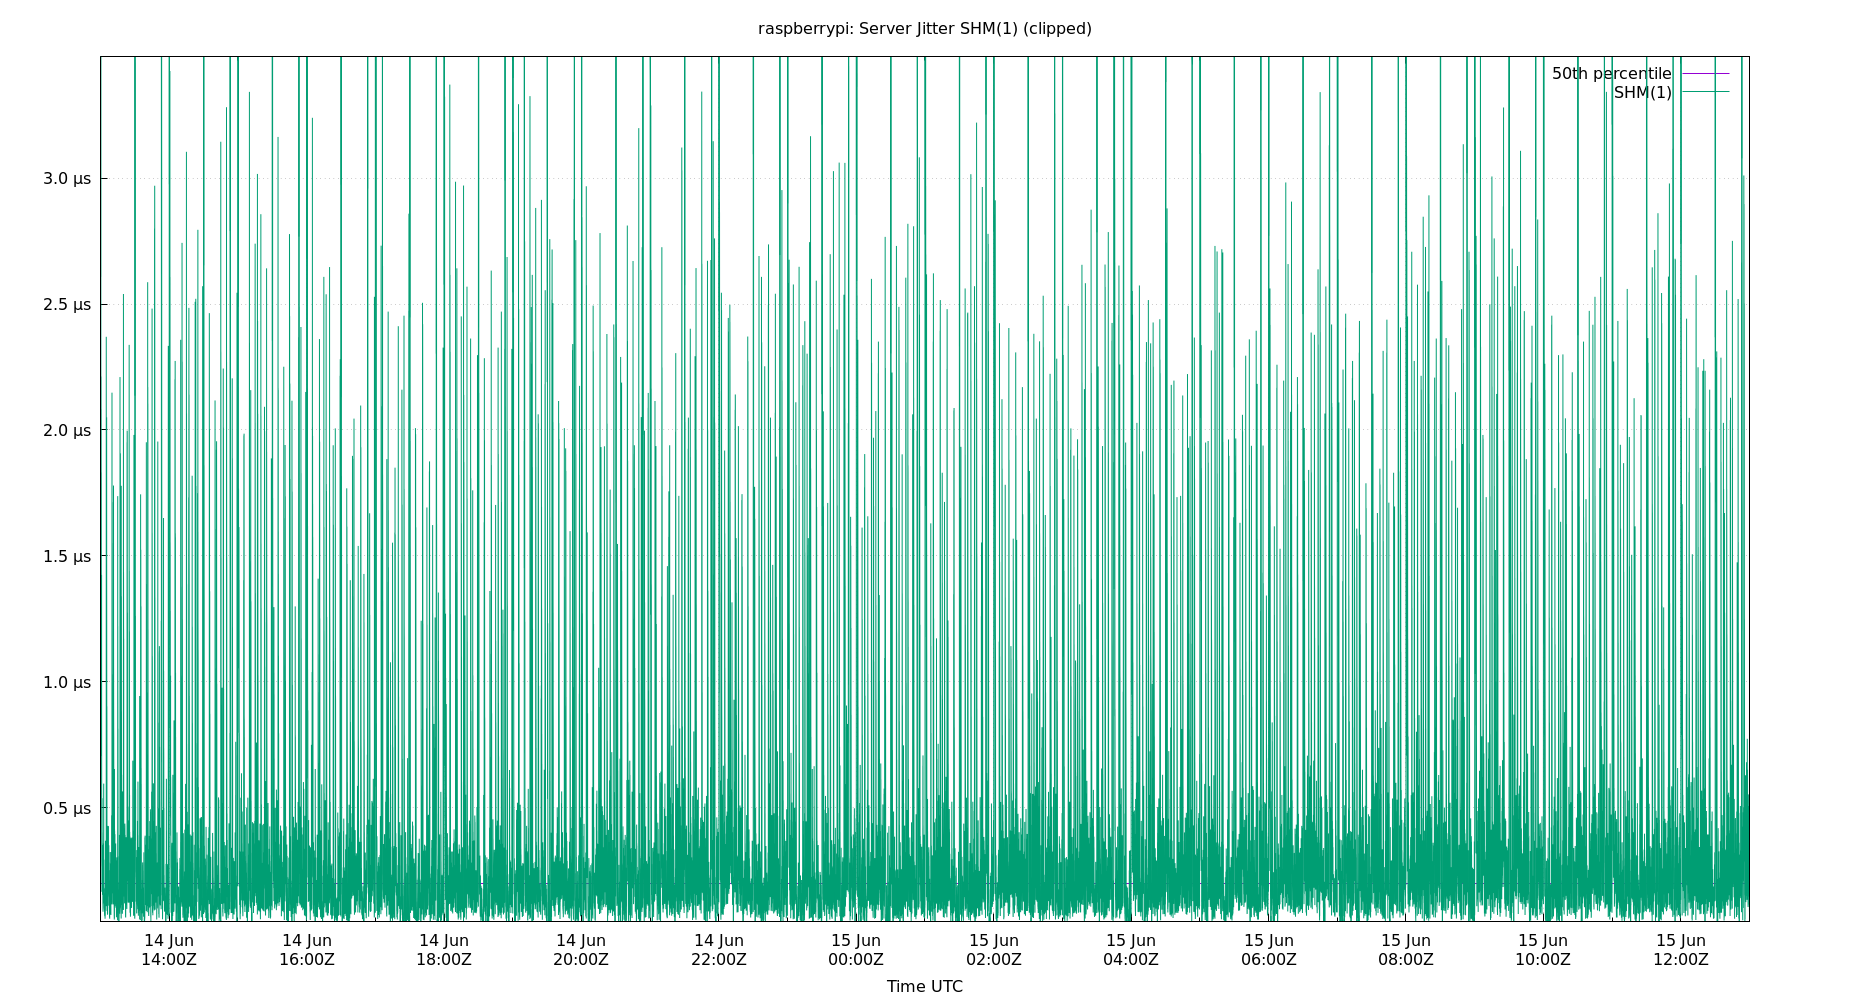 raspberrypi: Server Jitter SHM(1) (clipped)
50th percentile
SHM(1)
3.0 µs
2.5 µs
2.0 µs
1.5 µs
1.0 µs
0.5 µs
14 Jun 14 Jun 14 Jun 14 Jun 14 Jun 15 Jun 15 Jun 15 Jun 15 Jun 15 Jun 15 Jun 15 Jun
14:00Z 16:00Z 18:00Z 20:00Z 22:00Z 00:00Z 02:00Z 04:00Z 06:00Z 08:00Z 10:00Z 12:00Z
Time UTC